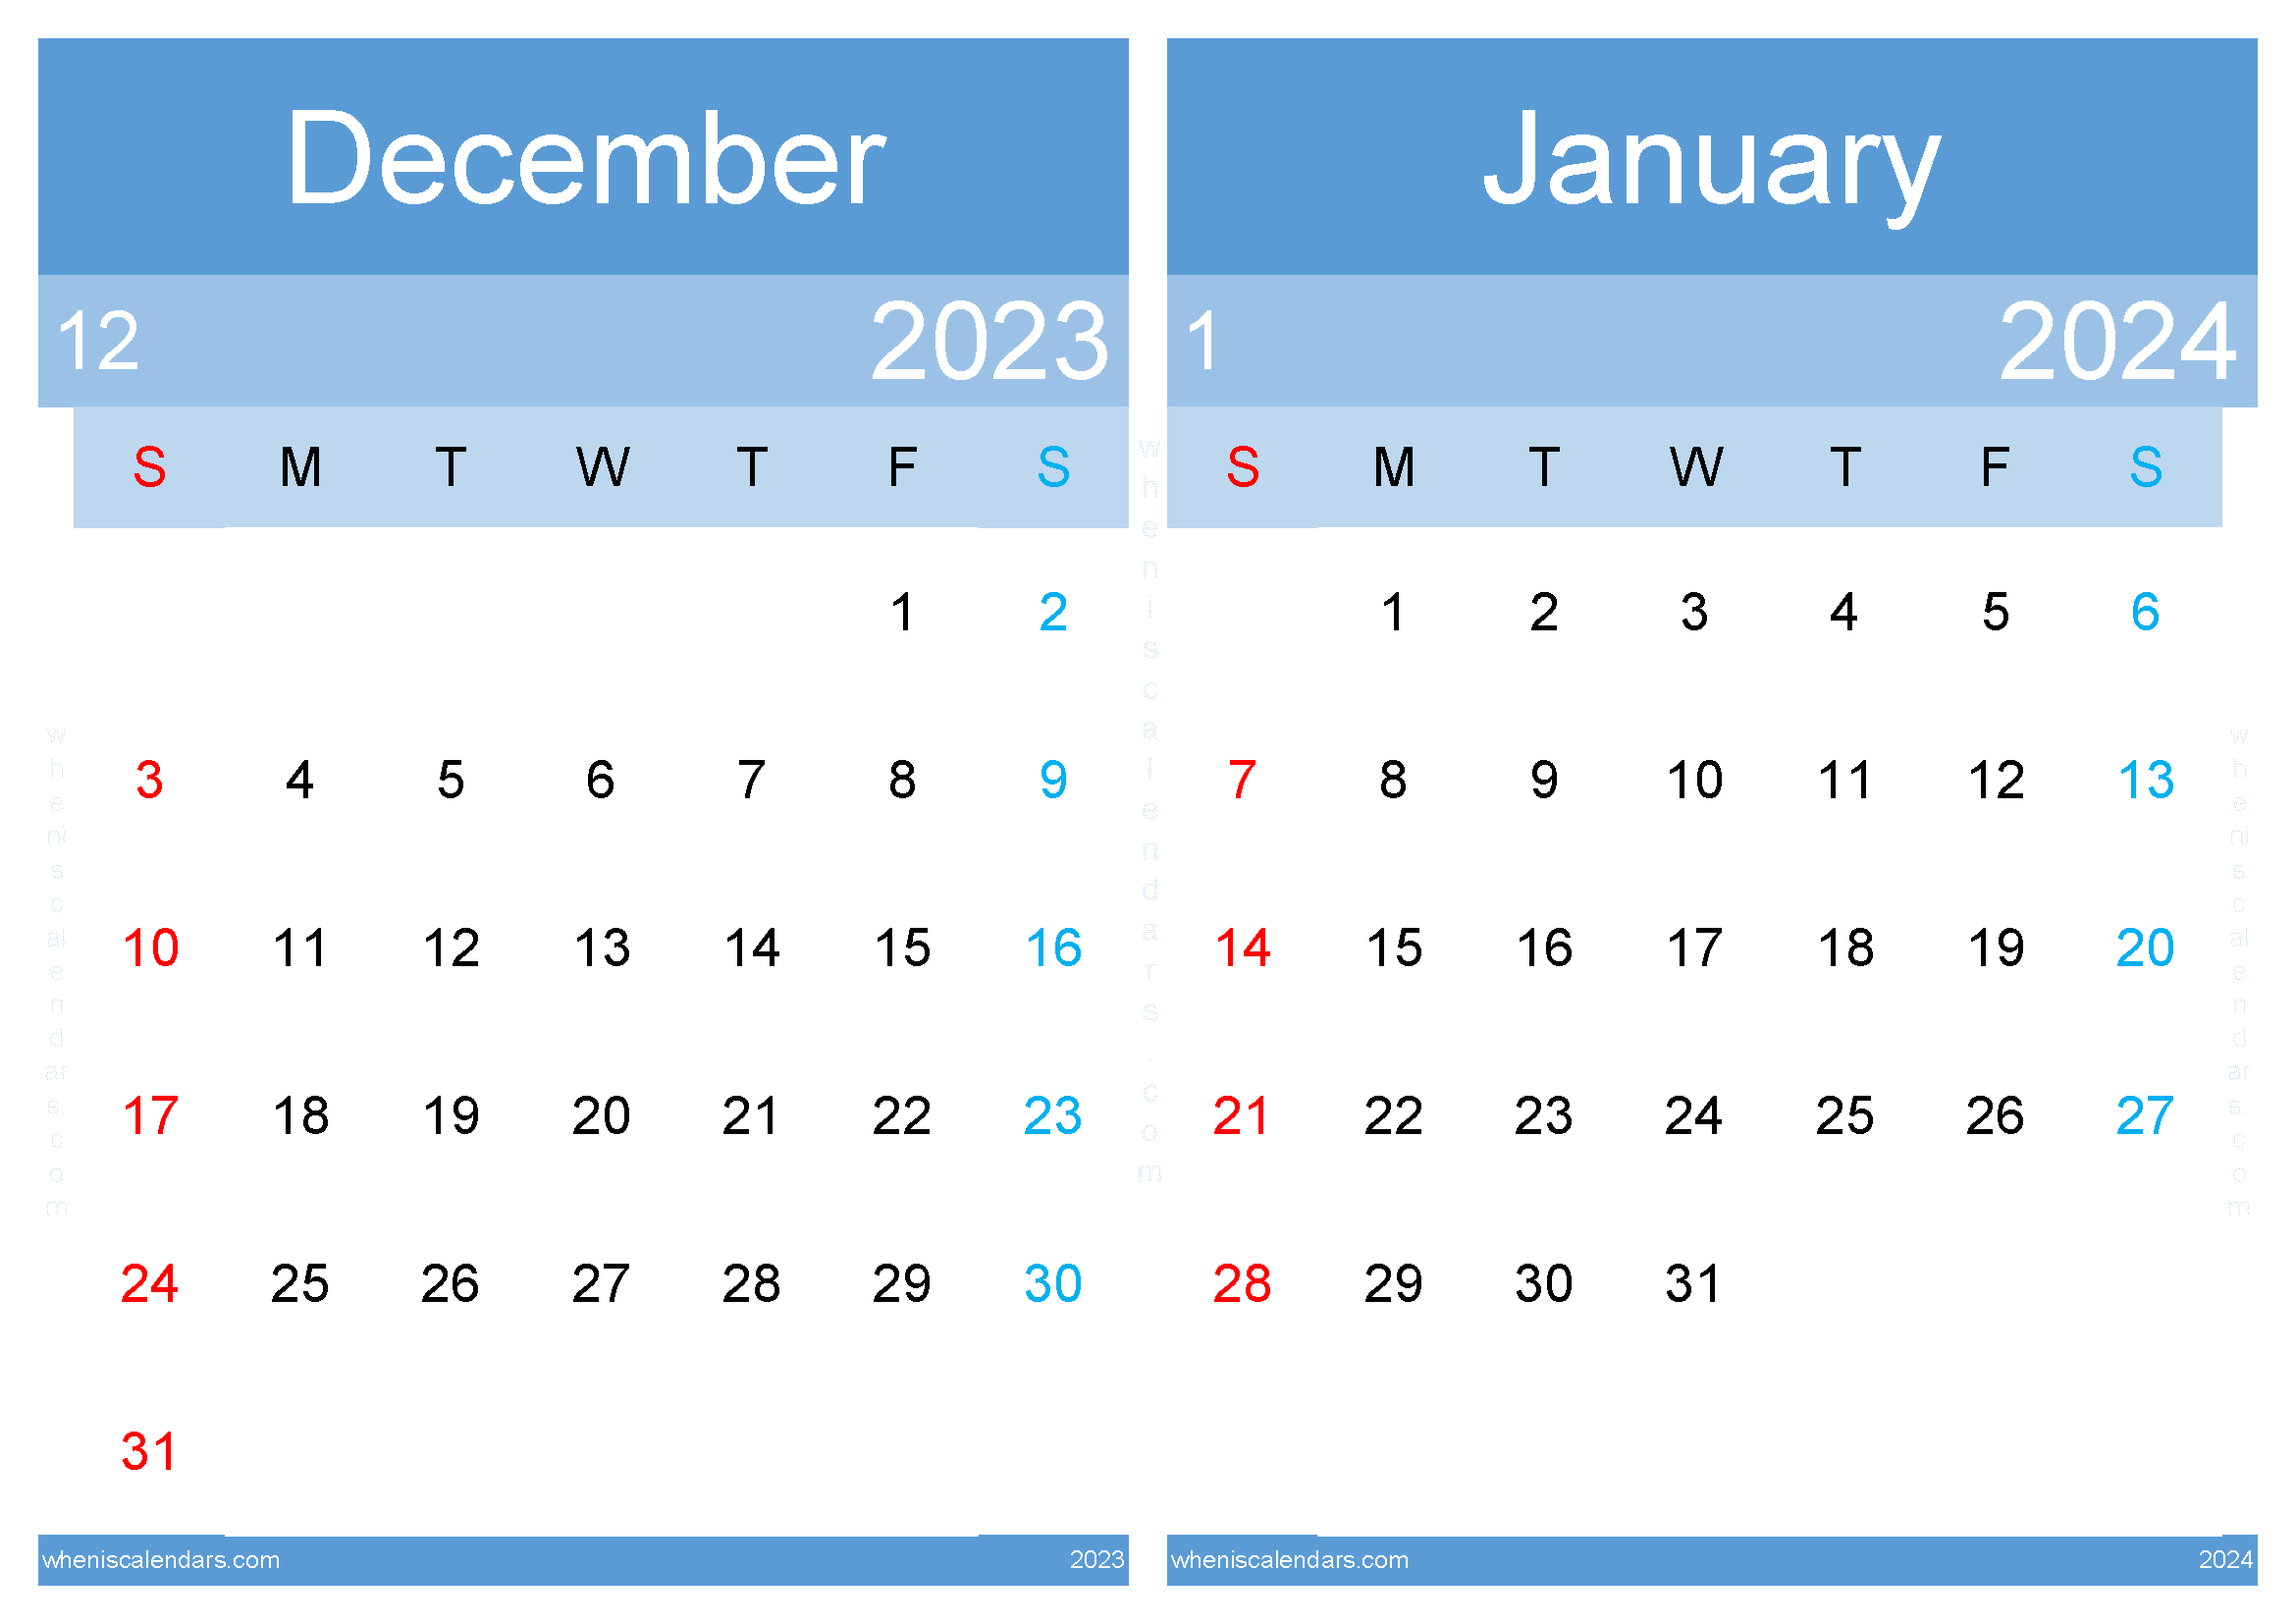 December
12 2023
S M T W T F S
1 2
3 4 5 6 7 8 9
10 11 12 13 14 15 16
17 18 19 20 21 22 23
24 25 26 27 28 29 30
31
wheniscalendars.com 2023
January
1 2024
S M T W T F S
1 2 3 4 5 6
7 8 9 10 11 12 13
14 15 16 17 18 19 20
21 22 23 24 25 26 27
28 29 30 31
wheniscalendars.com 2024
wheniscalendars.com
wheniscalendars.com
wheniscalendars.com